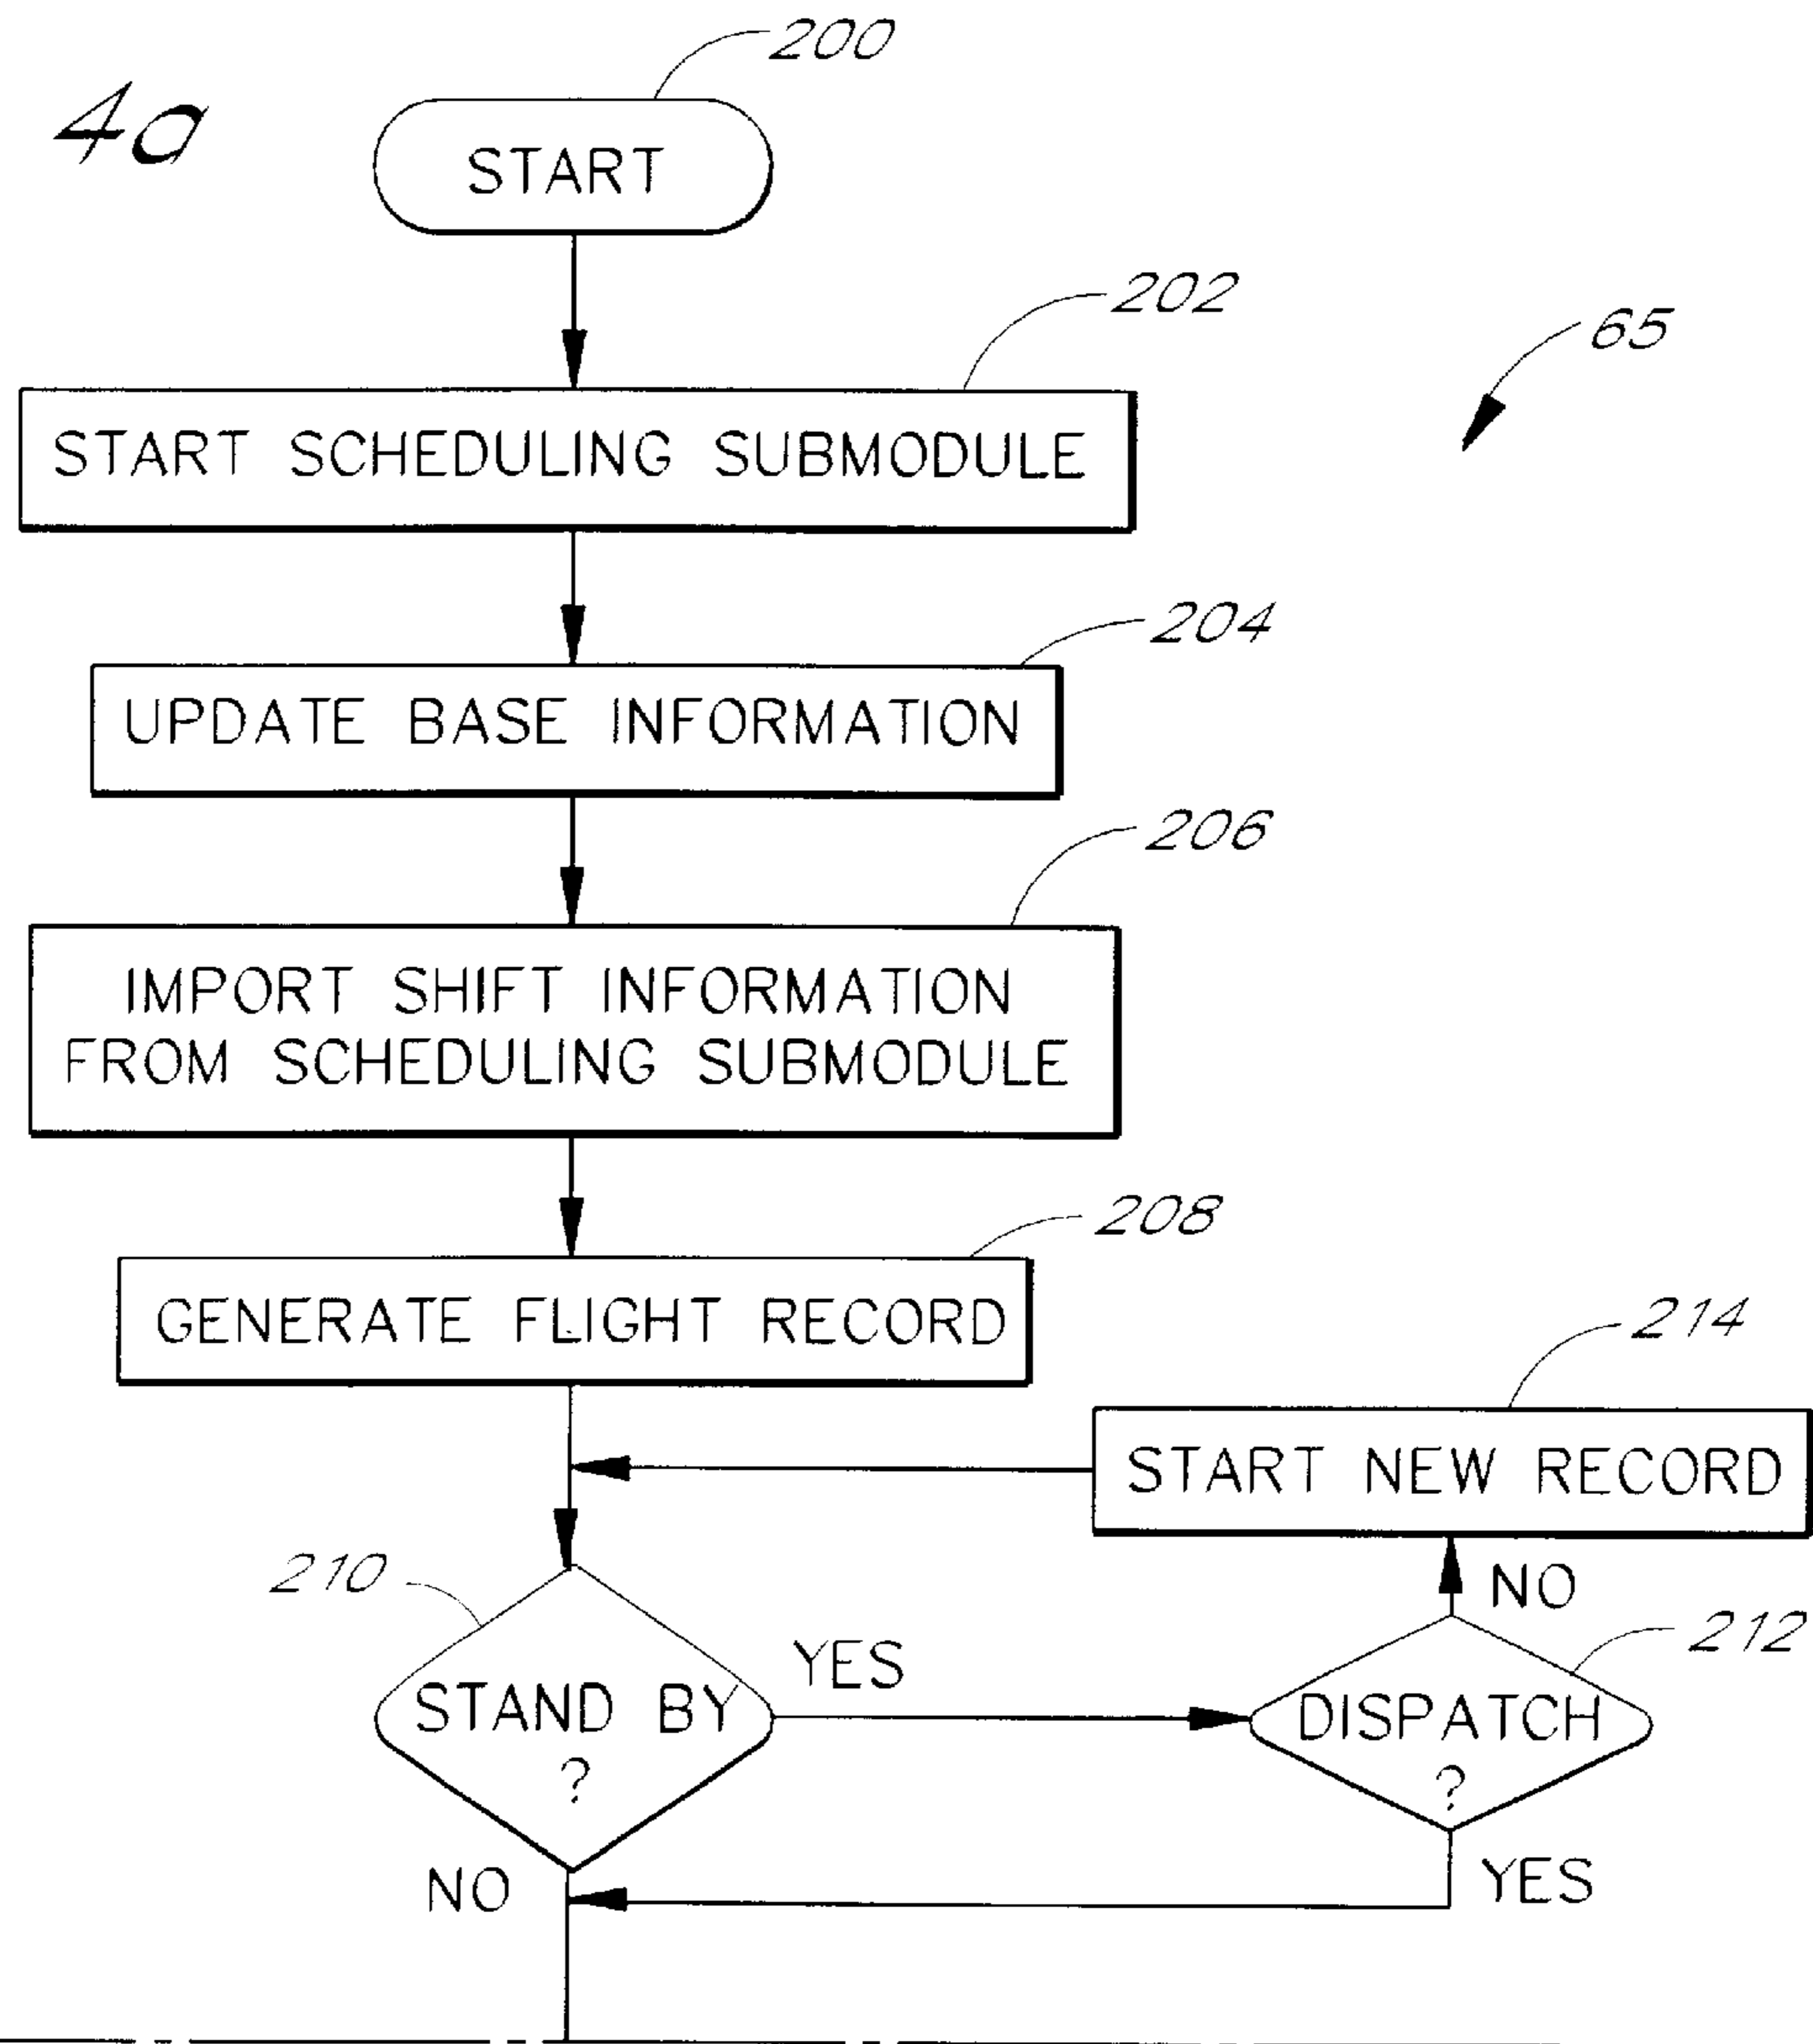 200
4a
START
202
65
START SCHEDULING SUBMODULE
204
UPDATE BASE INFORMATION
206
IMPORT SHIFT INFORMATION
FROM SCHEDULING SUBMODULE
208
GENERATE FLIGHT RECORD
214
START NEW RECORD
210
NO
212
YES
STAND BY
?
DISPATCH
?
NO
YES